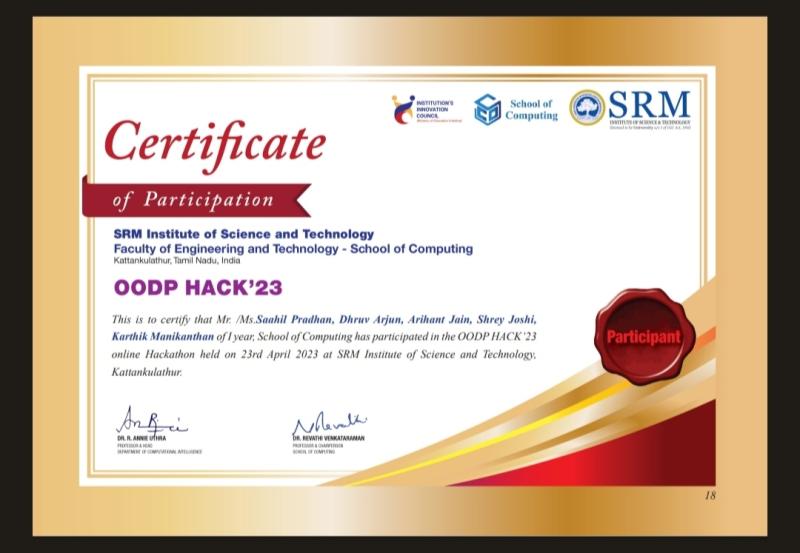 INSTITUTION'S
INNOVATION
COUNCIL
School of
Computing
SRM
INSTITUTE OF SCIENCE & TECHNOLOGY
Certificate
of Participation
SRM Institute of Science and Technology
Faculty of Engineering and Technology - School of Computing
Kattankulathur, Tamil Nadu, India
OODP HACK'23
This is to certify that Mr. /Ms.Saahil Pradhan, Dhruv Arjun, Arihant Jain, Shrey Joshi,
Karthik Manikanthan of I year, School of Computing has participated in the OODP HACK'23
online Hackathon held on 23rd April 2023 at SRM Institute of Science and Technology,
Kattankulathur.
Participant
DR. R. ANNIE UTHRA
PROFESSOR & HEAD
DEPARTMENT OF COMPUTATIONAL INTELLIGENCE
DR. REVATHI VENKATARAMAN
PROFESSOR & CHAIRPERSON
SCHOOL OF COMPUTING
18